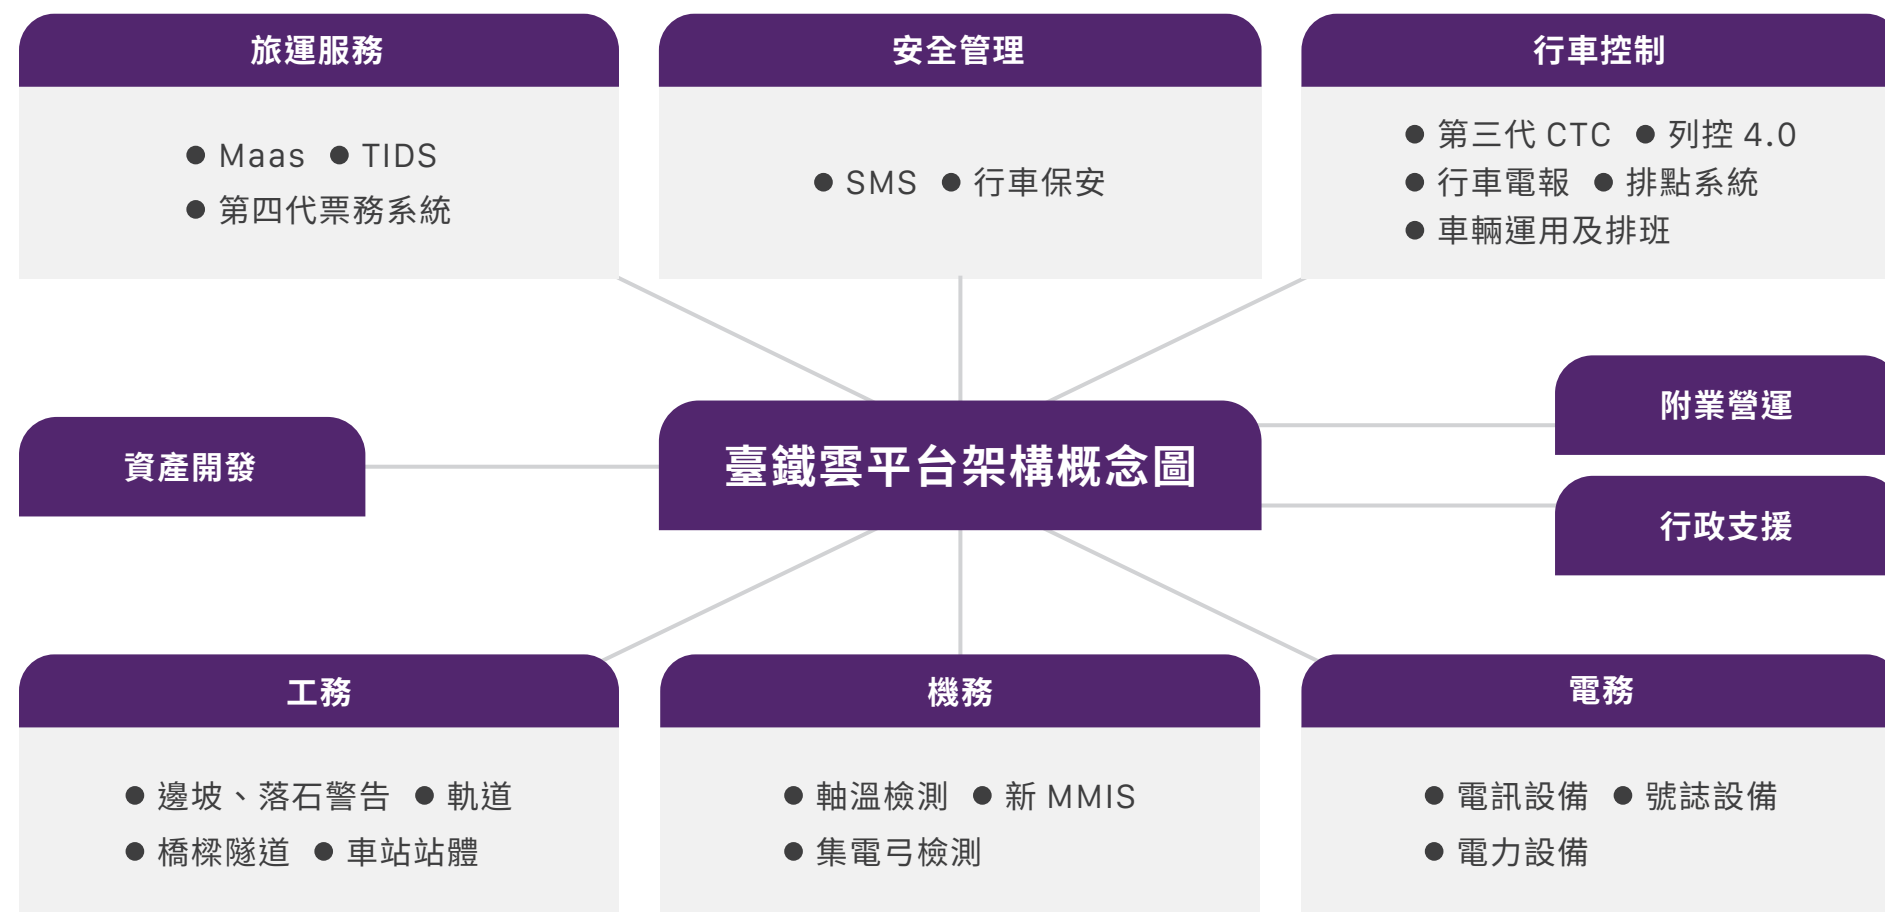 旅運服務
● Maas ● TIDS
● 第四代票務系統
安全管理
● SMS ● 行車保安
行車控制
● 第三代 CTC ● 列控 4.0
● 行車電報 ● 排點系統
● 車輛運用及排班
資產開發
臺鐵雲平台架構概念圖
附業營運
行政支援
工務
● 邊坡、落石警告 ● 軌道
● 橋樑隧道 ● 車站站體
機務
● 軸溫檢測 ● 新 MMIS
● 集電弓檢測
電務
● 電訊設備 ● 號誌設備
● 電力設備